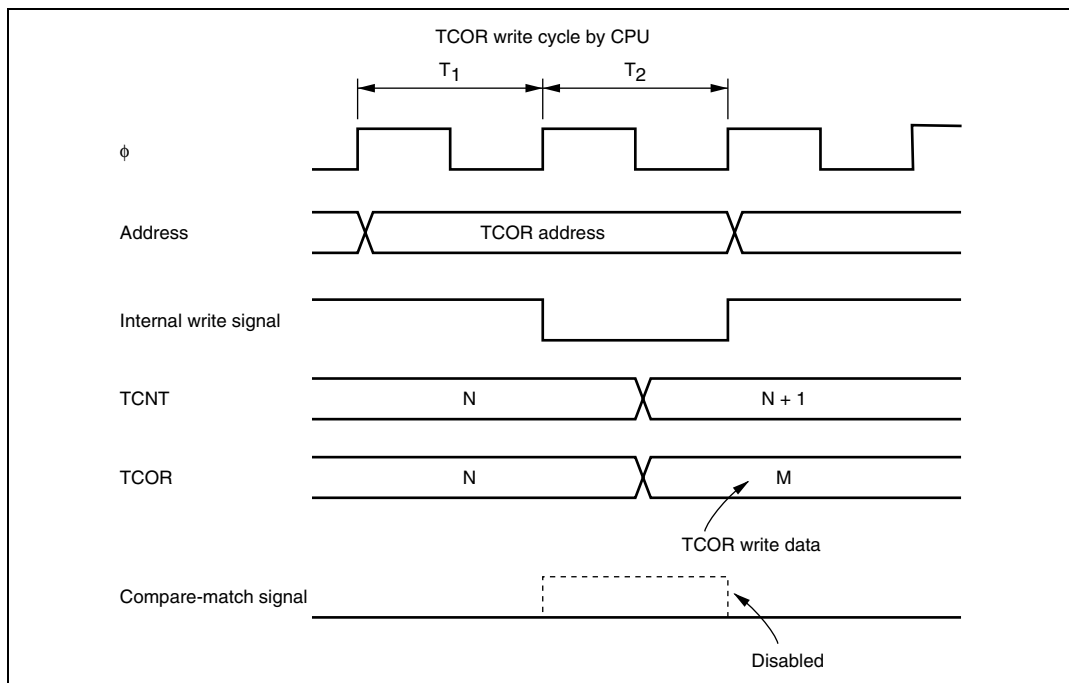 TCOR write cycle by CPU
T1 T2
φ
Address TCOR address
Internal write signal
TCNT N N + 1
TCOR N M
TCOR write data
Compare-match signal
Disabled